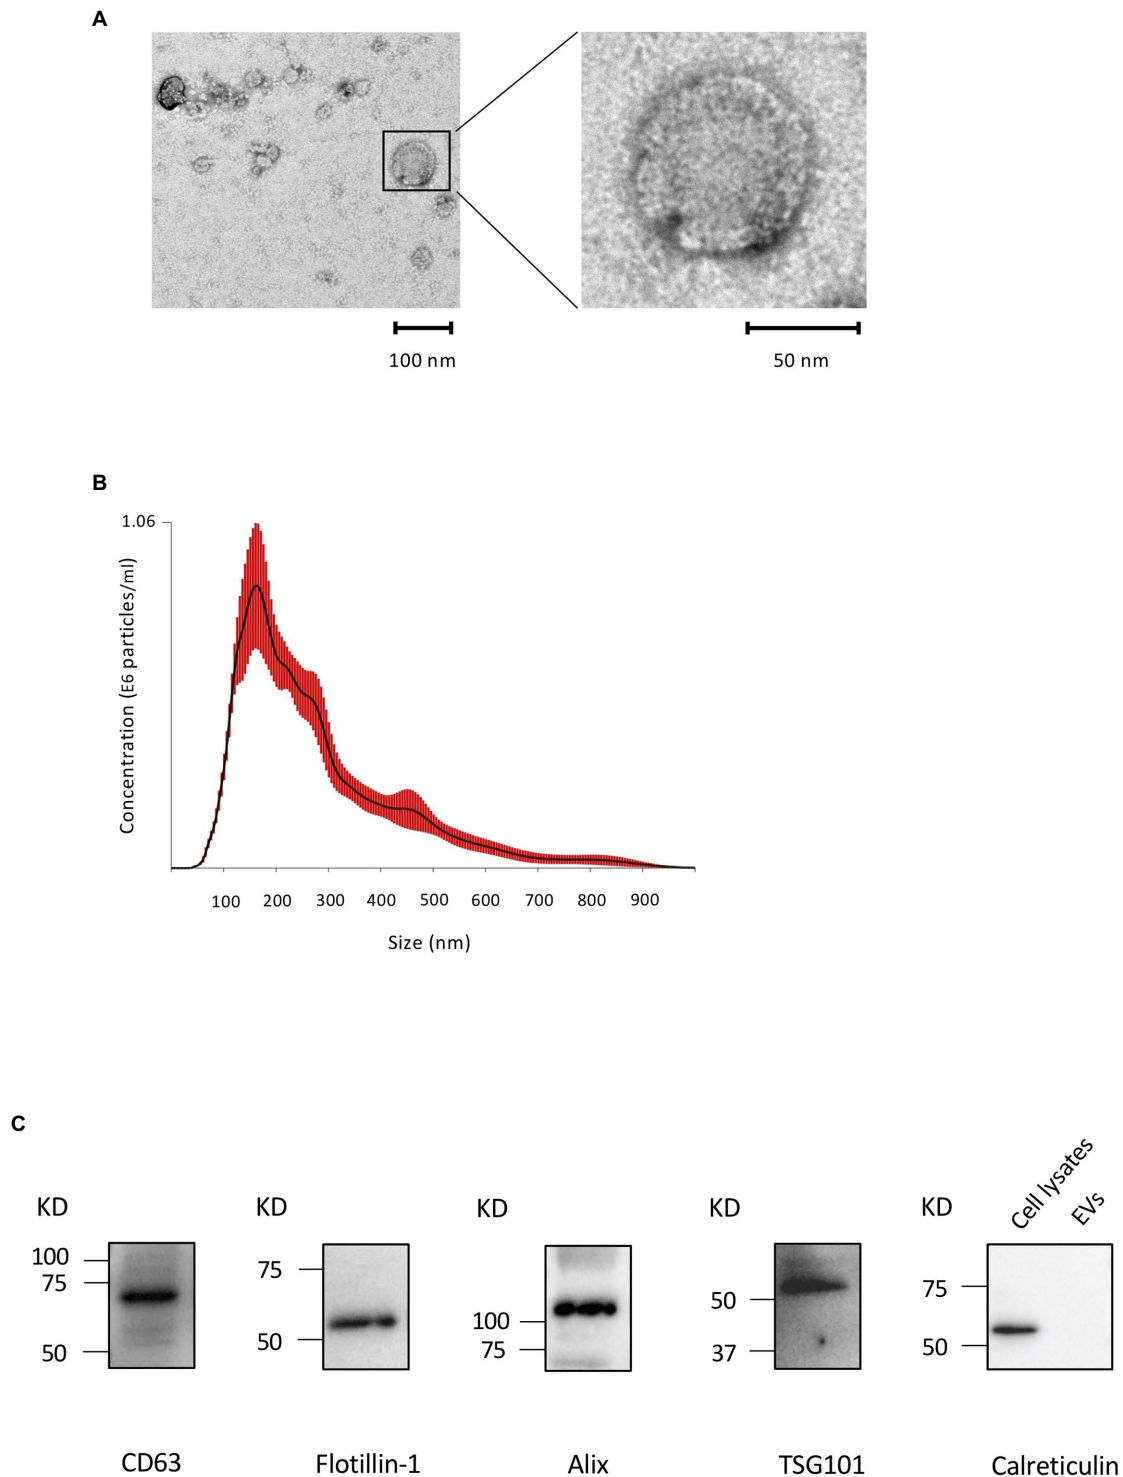 A
100 nm
50 nm
B
1.06
Concentration (E6 particles/ml)
100 200 300 400 500 600 700 800 900
Size (nm)
C
KD
100
75
50
CD63
KD
75
50
Flotillin-1
KD
100
75
Alix
KD
50
37
TSG101
KD
Cell lysates
EVs
75
50
Calreticulin